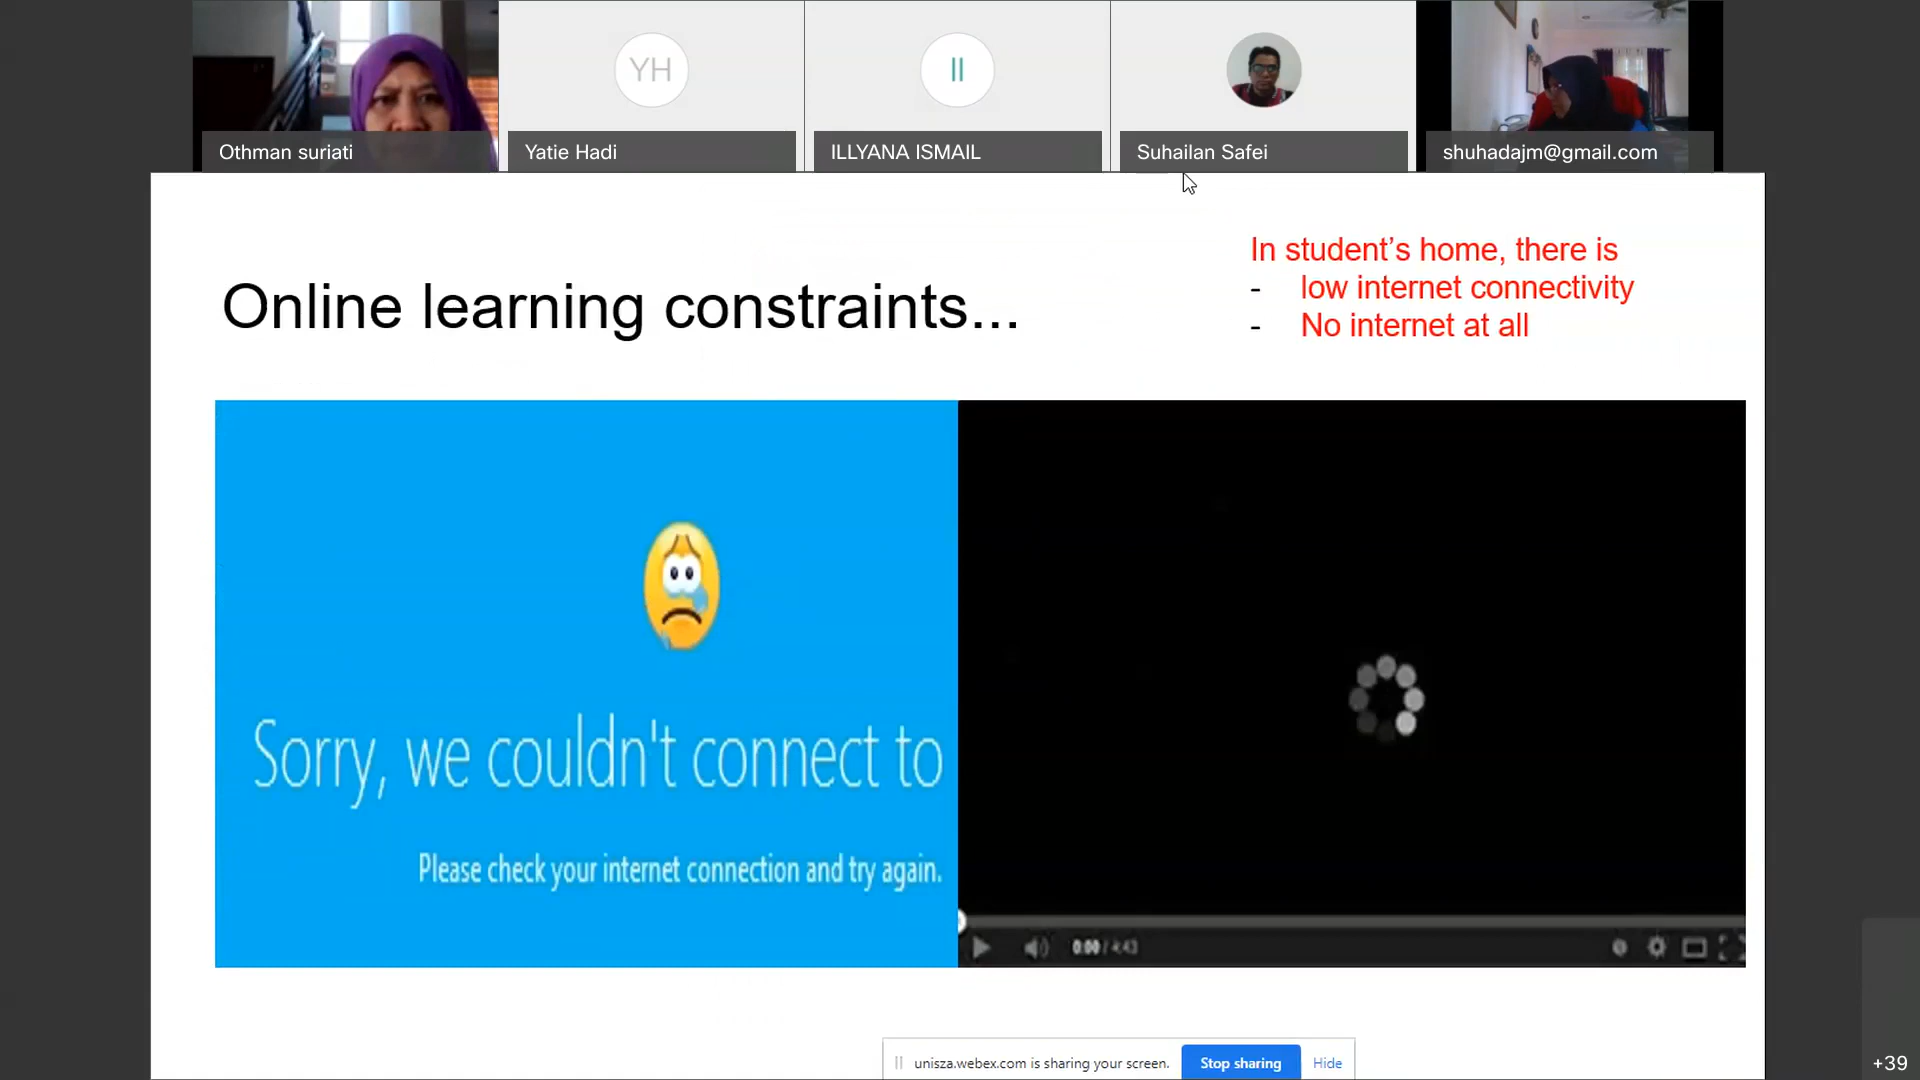 Othman suriati
YH
Yatie Hadi
II
ILLYANA ISMAIL
Suhailan Safei
shuhadajm@gmail.com
Online learning constraints...
In student’s home, there is
- low internet connectivity
- No internet at all
Sorry, we couldn't connect to
Please check your internet connection and try again.
0:00 / 4:43
unisza.webex.com is sharing your screen.
Stop sharing
Hide
+39